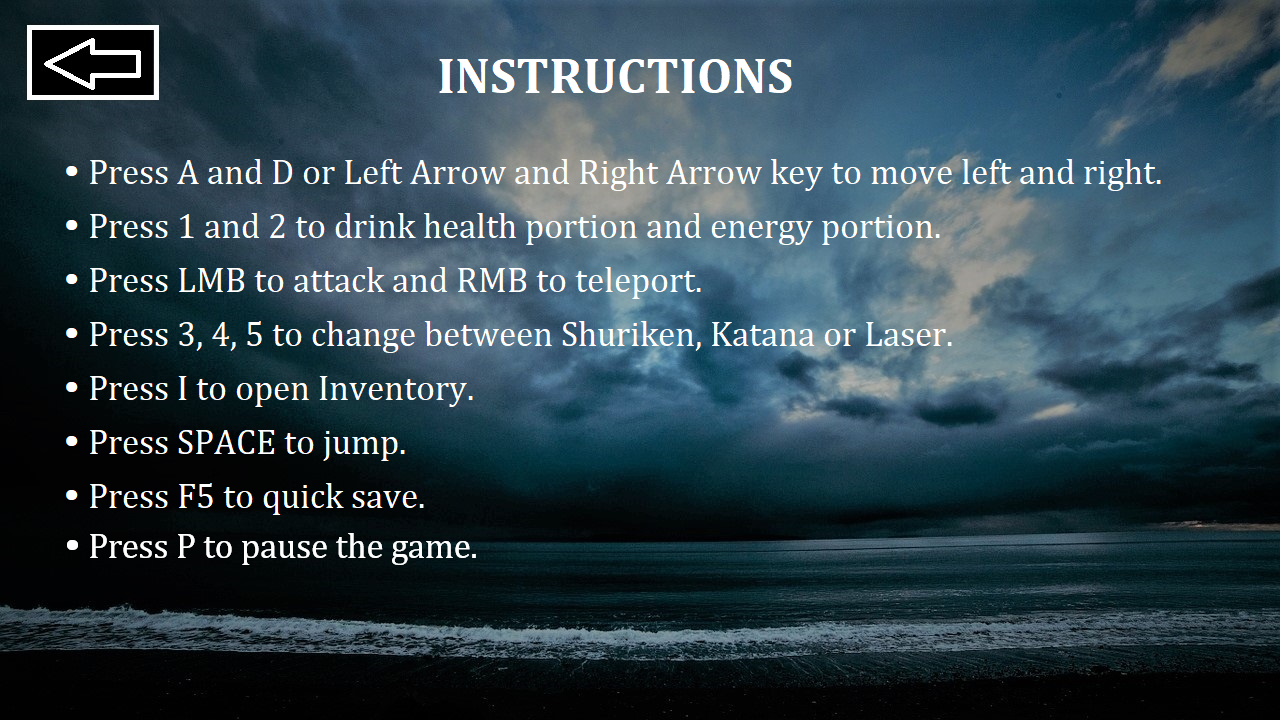 INSTRUCTIONS
• Press A and D or Left Arrow and Right Arrow key to move left and right.
• Press 1 and 2 to drink health portion and energy portion.
• Press LMB to attack and RMB to teleport.
• Press 3, 4, 5 to change between Shuriken, Katana or Laser.
• Press I to open Inventory.
• Press SPACE to jump.
• Press F5 to quick save.
• Press P to pause the game.